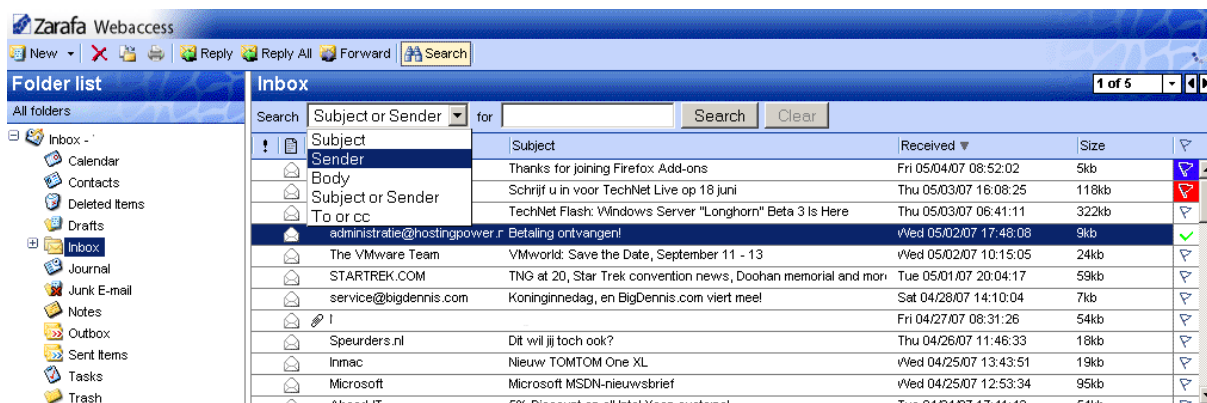 Zarafa Webaccess
New Reply Reply All Forward Search
Folder list
All folders
Inbox -
Calendar
Contacts
Deleted Items
Drafts
Inbox
Journal
Junk E-mail
Notes
Outbox
Sent Items
Tasks
Trash
Inbox 1 of 5
Search Subject or Sender for Search Clear
Subject
Sender
Body
Subject or Sender
To or cc
! Subject Received Size
Thanks for joining Firefox Add-ons Fri 05/04/07 08:52:02 5kb
Schrijf u in voor TechNet Live op 18 juni Thu 05/03/07 16:08:25 118kb
TechNet Flash: Windows Server "Longhorn" Beta 3 Is Here Thu 05/03/07 06:41:11 322kb
administratie@hostingpower.r Betaling ontvangen! Wed 05/02/07 17:48:08 9kb
The VMware Team VMworld: Save the Date, September 11 - 13 Wed 05/02/07 10:15:05 24kb
STARTREK.COM TNG at 20, Star Trek convention news, Doohan memorial and more Tue 05/01/07 20:04:17 59kb
service@bigdennis.com Koninginnedag, en BigDennis.com viert mee! Sat 04/28/07 14:10:04 7kb
Fri 04/27/07 08:31:26 54kb
Speurders.nl Dit wil jij toch ook? Thu 04/26/07 11:46:33 18kb
Inmac Nieuw TOMTOM One XL Wed 04/25/07 13:43:51 19kb
Microsoft Microsoft MSDN-nieuwsbrief Wed 04/25/07 12:53:34 95kb